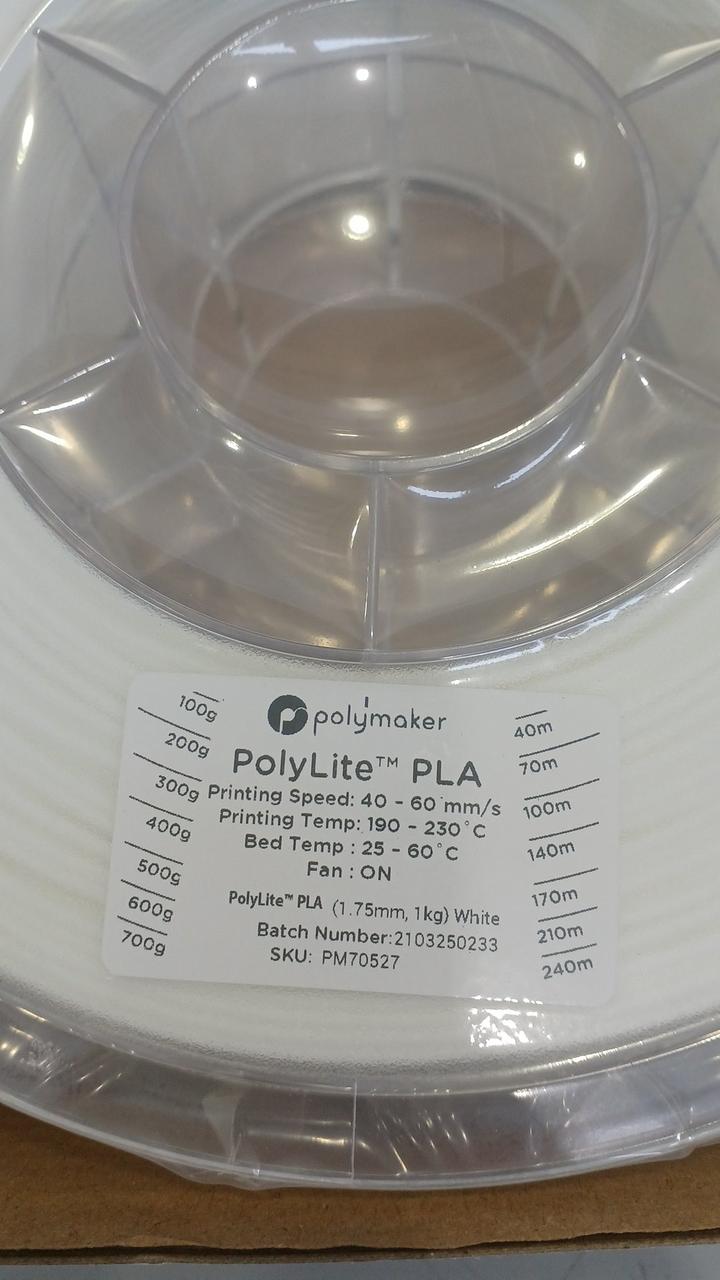 polymaker
PolyLite™ PLA
Printing Speed: 40 - 60 mm/s
Printing Temp: 190 - 230°C
Bed Temp : 25 - 60°C
Fan : ON
PolyLite™ PLA (1.75mm, 1kg) White
Batch Number:2103250233
SKU: PM70527
100g
200g
300g
400g
500g
600g
700g
40m
70m
100m
140m
170m
210m
240m